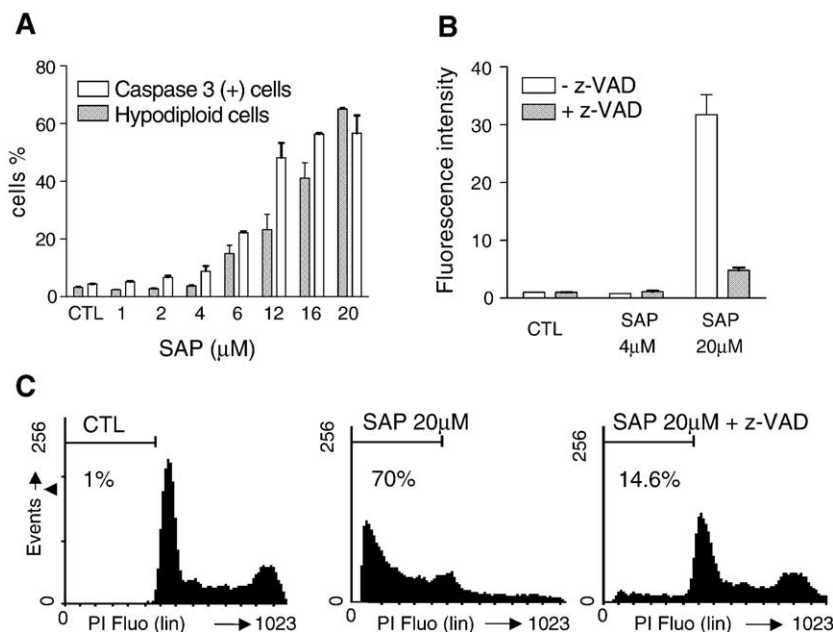 A
80
60
40
20
0
cells %
Caspase 3 (+) cells
Hypodiploid cells
CTL 1 2 4 6 12 16 20
SAP (µM)
B
40
30
20
10
0
Fluorescence intensity
- z-VAD
+ z-VAD
CTL SAP SAP
4µM 20µM
C
CTL
256
1%
Events
0
0 PI Fluo (lin) 1023
SAP 20µM
256
70%
0
0 PI Fluo (lin) 1023
SAP 20µM + z-VAD
256
14.6%
0
0 PI Fluo (lin) 1023